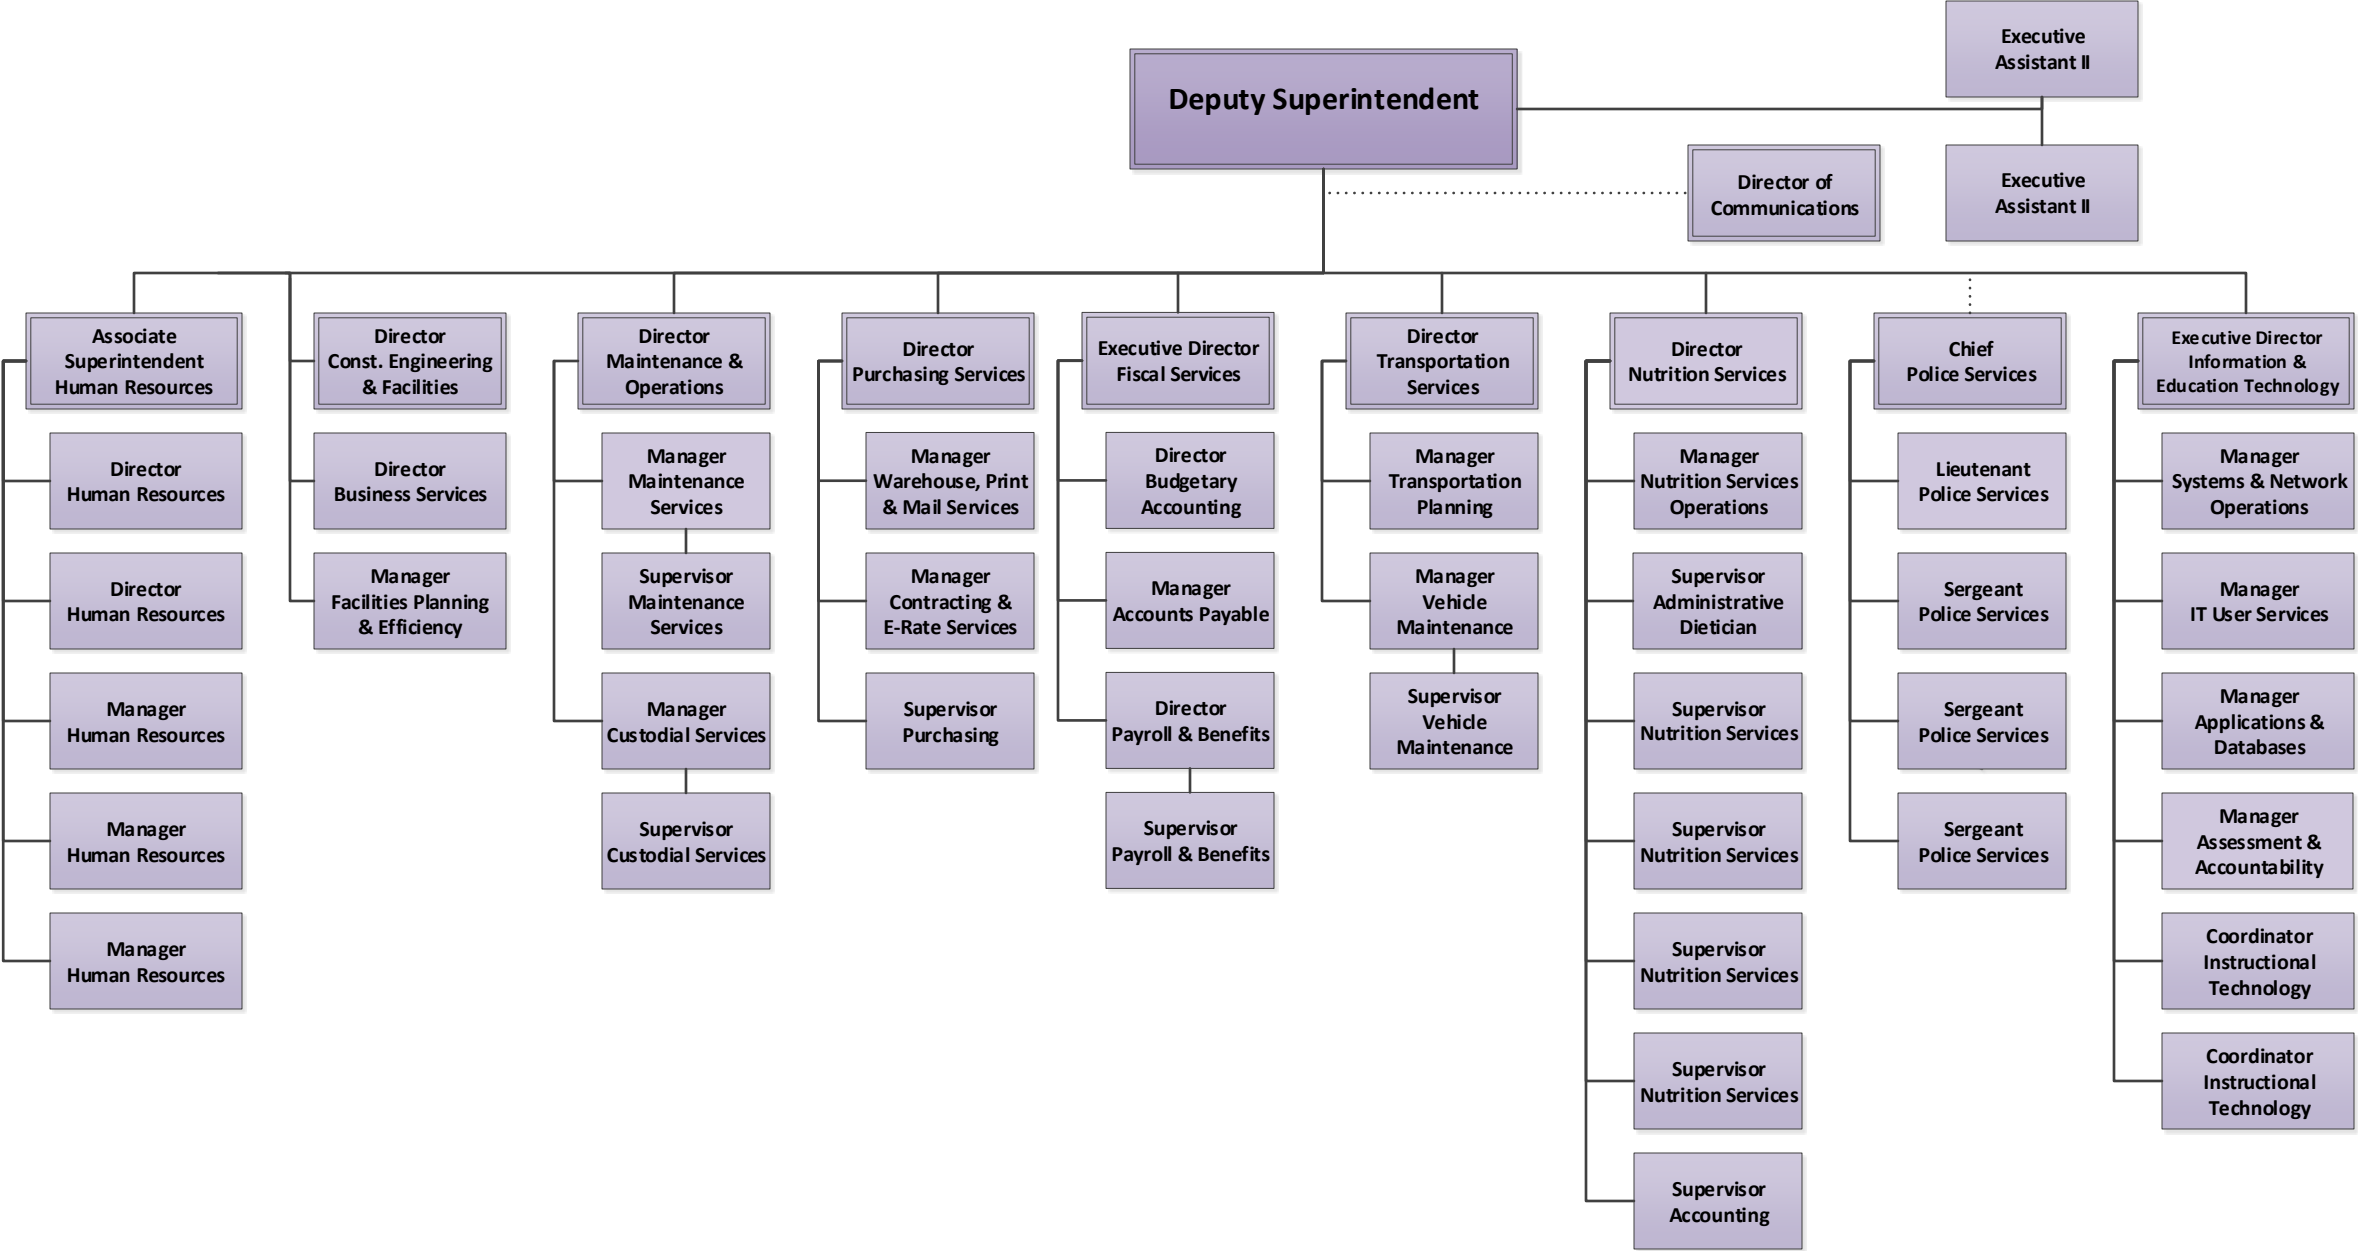 Executive
Assistant II
Deputy Superintendent
Director of
Communications
Executive
Assistant II
Associate
Superintendent
Human Resources
Director
Human Resources
Director
Human Resources
Manager
Human Resources
Manager
Human Resources
Manager
Human Resources
Director
Const. Engineering
& Facilities
Director
Business Services
Manager
Facilities Planning
& Efficiency
Director
Maintenance &
Operations
Manager
Maintenance
Services
Supervisor
Maintenance
Services
Manager
Custodial Services
Supervisor
Custodial Services
Director
Purchasing Services
Manager
Warehouse, Print
& Mail Services
Manager
Contracting &
E-Rate Services
Supervisor
Purchasing
Executive Director
Fiscal Services
Director
Budgetary
Accounting
Manager
Accounts Payable
Director
Payroll & Benefits
Supervisor
Payroll & Benefits
Director
Transportation
Services
Manager
Transportation
Planning
Manager
Vehicle
Maintenance
Supervisor
Vehicle
Maintenance
Director
Nutrition Services
Manager
Nutrition Services
Operations
Supervisor
Administrative
Dietician
Supervisor
Nutrition Services
Supervisor
Nutrition Services
Supervisor
Nutrition Services
Supervisor
Nutrition Services
Supervisor
Accounting
Chief
Police Services
Lieutenant
Police Services
Sergeant
Police Services
Sergeant
Police Services
Sergeant
Police Services
Executive Director
Information &
Education Technology
Manager
Systems & Network
Operations
Manager
IT User Services
Manager
Applications &
Databases
Manager
Assessment &
Accountability
Coordinator
Instructional
Technology
Coordinator
Instructional
Technology